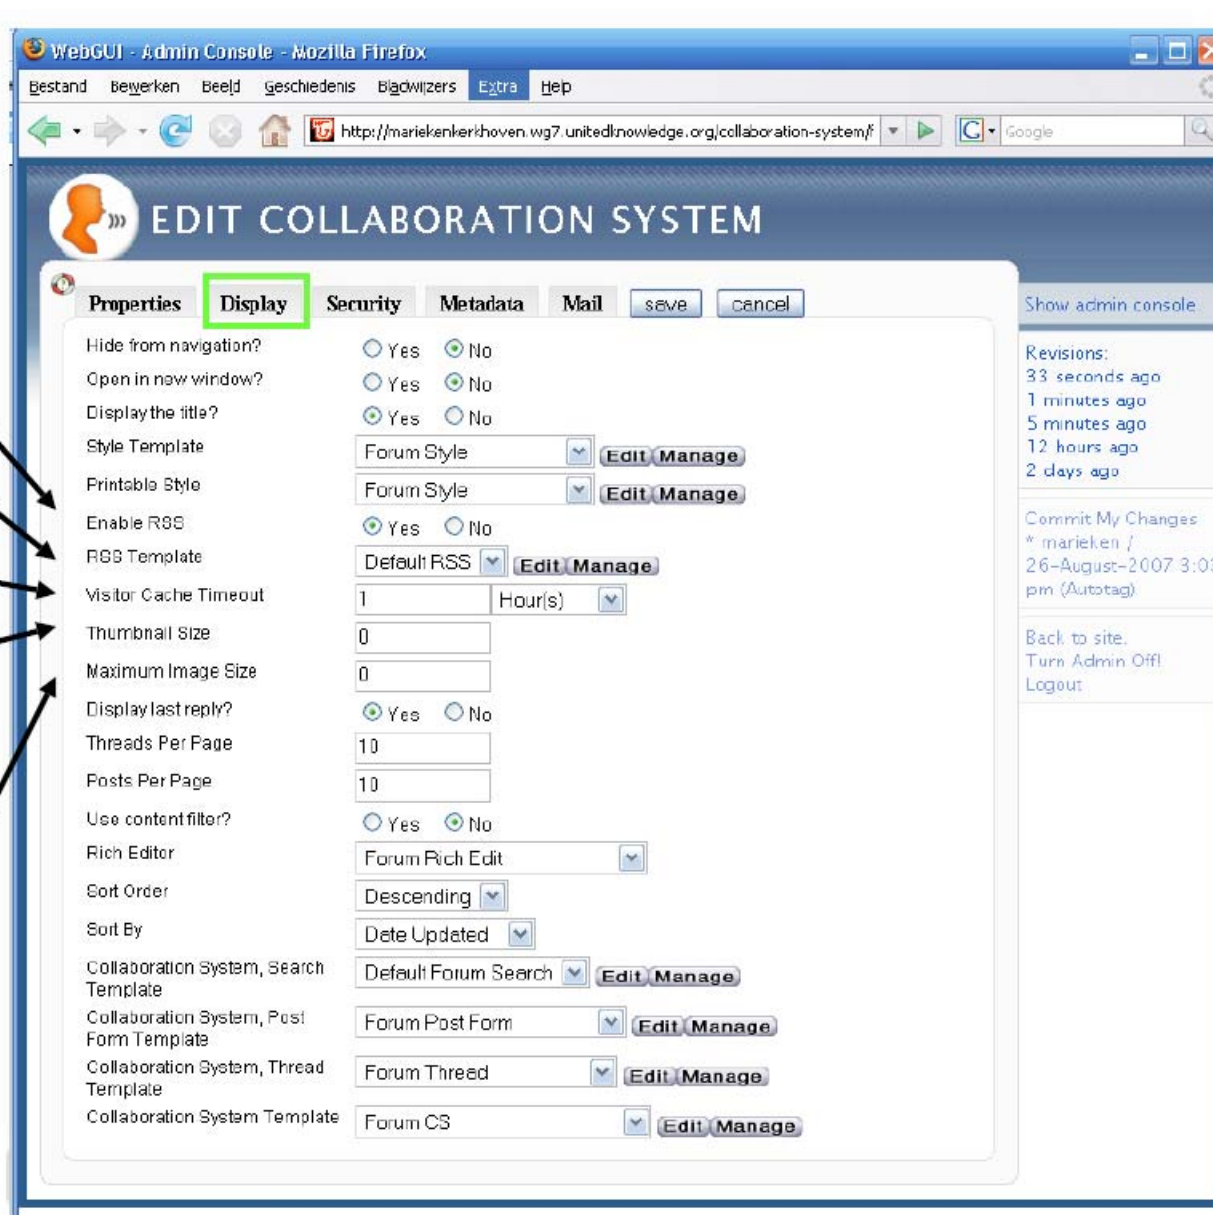 WebGUI - Admin Console - Mozilla Firefox
Bestand Bewerken Beeld Geschiedenis Bladwijzers Extra Help
http://mariekenkerkhoven.wg7.unitedknowledge.org/collaboration-system/f G Google
EDIT COLLABORATION SYSTEM
Properties Display Security Metadata Mail save cancel
Hide from navigation? Yes No
Open in new window? Yes No
Display the title? Yes No
Style Template Forum Style Edit Manage
Printable Style Forum Style Edit Manage
Enable RSS Yes No
RSS Template Default RSS Edit Manage
Visitor Cache Timeout 1 Hour(s)
Thumbnail Size 0
Maximum Image Size 0
Display last reply? Yes No
Threads Per Page 10
Posts Per Page 10
Use content filter? Yes No
Rich Editor Forum Rich Edit
Sort Order Descending
Sort By Date Updated
Collaboration System, Search Default Forum Search Edit Manage
Template
Collaboration System, Post Forum Post Form Edit Manage
Form Template
Collaboration System, Thread Forum Thread Edit Manage
Template
Collaboration System Template Forum CS Edit Manage
Show admin console
Revisions:
33 seconds ago
1 minutes ago
5 minutes ago
12 hours ago
2 days ago
Commit My Changes
* marieken /
26-August-2007 3:0
pm (Autotag)
Back to site.
Turn Admin Off!
Logout